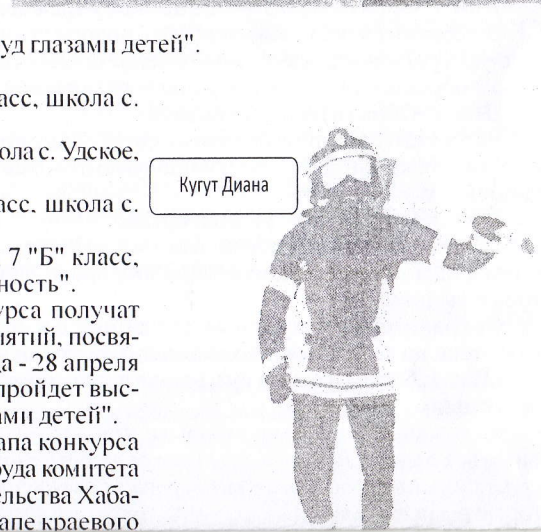 уд глазами детей".
асс, школа с.
ола с. Удское,
асс, школа с.
7 "Б" класс,
ность".
урса получат
иятий, посвя-
а - 28 апреля
пройдет выс-
ами детей".
апа конкурса
руда комитета
ельства Хаба-
апе краевого
Кугут Диана